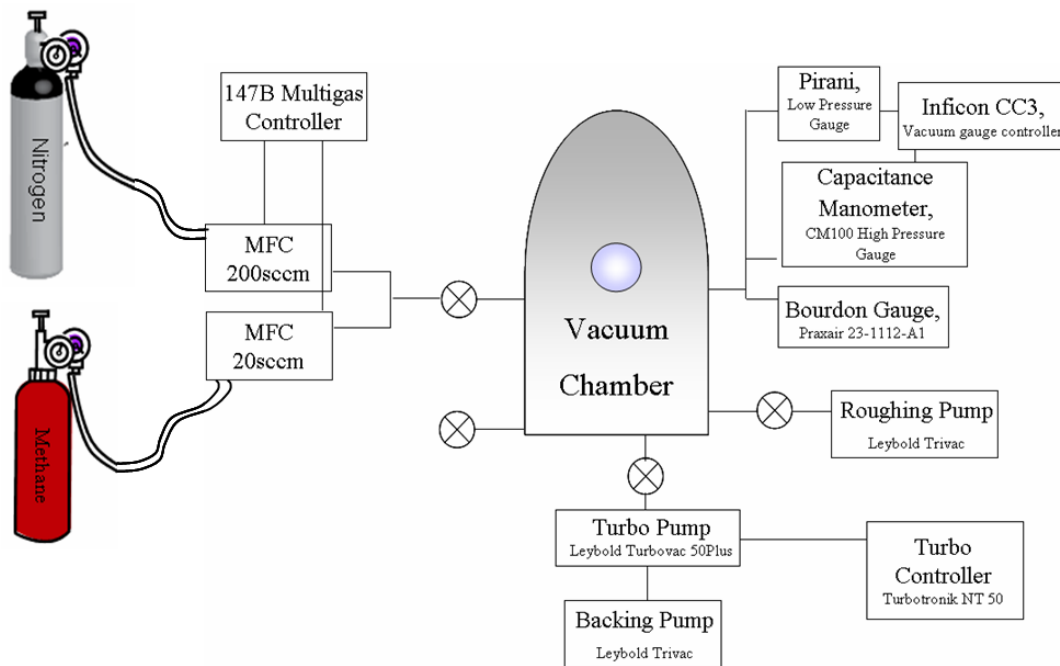 Nitrogen
147B Multigas
Controller
MFC
200sccm
MFC
20sccm
Methane
Vacuum
Chamber
Pirani,
Low Pressure
Gauge
Inficon CC3,
Vacuum gauge controller
Capacitance
Manometer,
CM100 High Pressure
Gauge
Bourdon Gauge,
Praxair 23-1112-A1
Roughing Pump
Leybold Trivac
Turbo Pump
Leybold Turbovac 50Plus
Turbo
Controller
Turbotronik NT 50
Backing Pump
Leybold Trivac